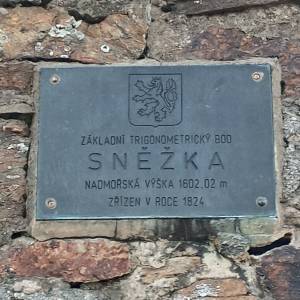 ZÁKLADNÍ TRIGONOMETRICKÝ BOD
SNĚŽKA
NADMOŘSKÁ VÝŠKA 1602.02 m
ZŘÍZEN V ROCE 1824